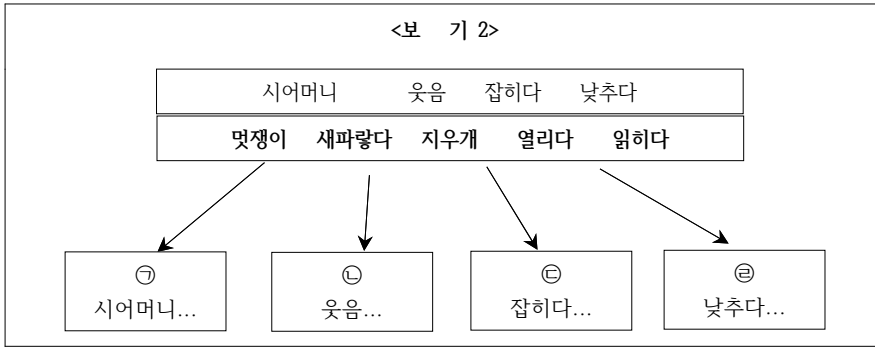 <보 기 2>
시어머니 웃음 잡히다 낮추다
멋쟁이 새파랗다 지우개 열리다 읽히다
㉠ ㉡ ㉢ ㉣
시어머니... 웃음... 잡히다... 낮추다...